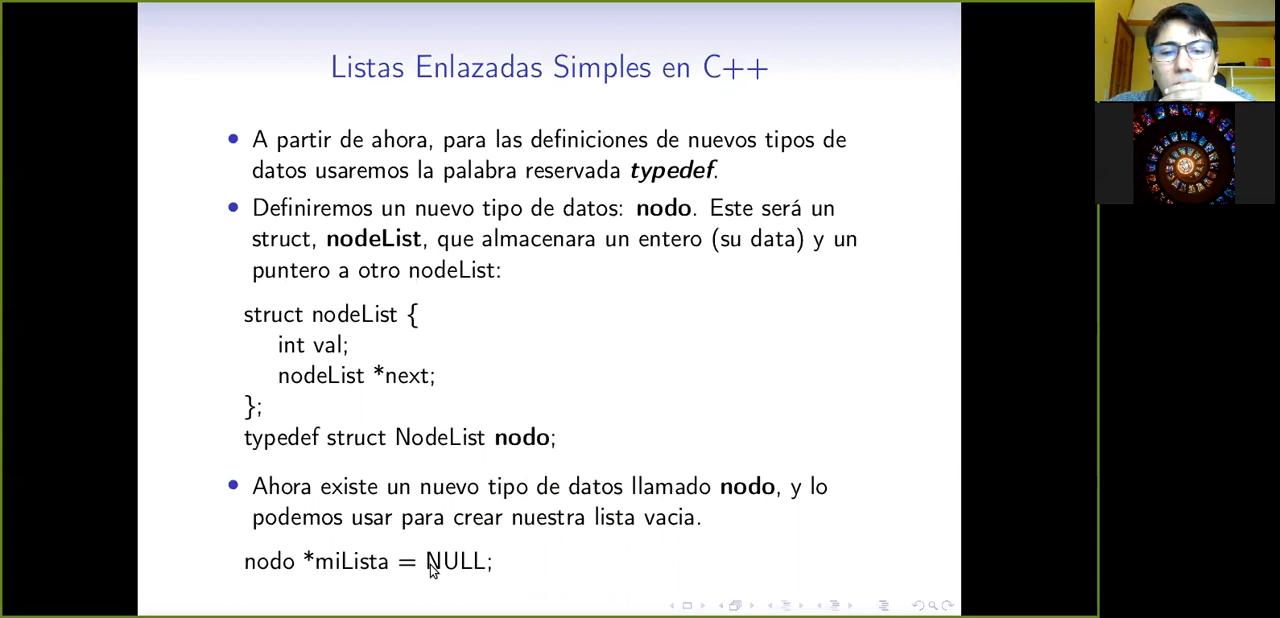 Listas Enlazadas Simples en C++
• A partir de ahora, para las definiciones de nuevos tipos de
datos usaremos la palabra reservada typedef.
• Definiremos un nuevo tipo de datos: nodo. Este será un
struct, nodeList, que almacenara un entero (su data) y un
puntero a otro nodeList:
struct nodeList {
int val;
nodeList *next;
};
typedef struct NodeList nodo;
• Ahora existe un nuevo tipo de datos llamado nodo, y lo
podemos usar para crear nuestra lista vacia.
nodo *miLista = NULL;